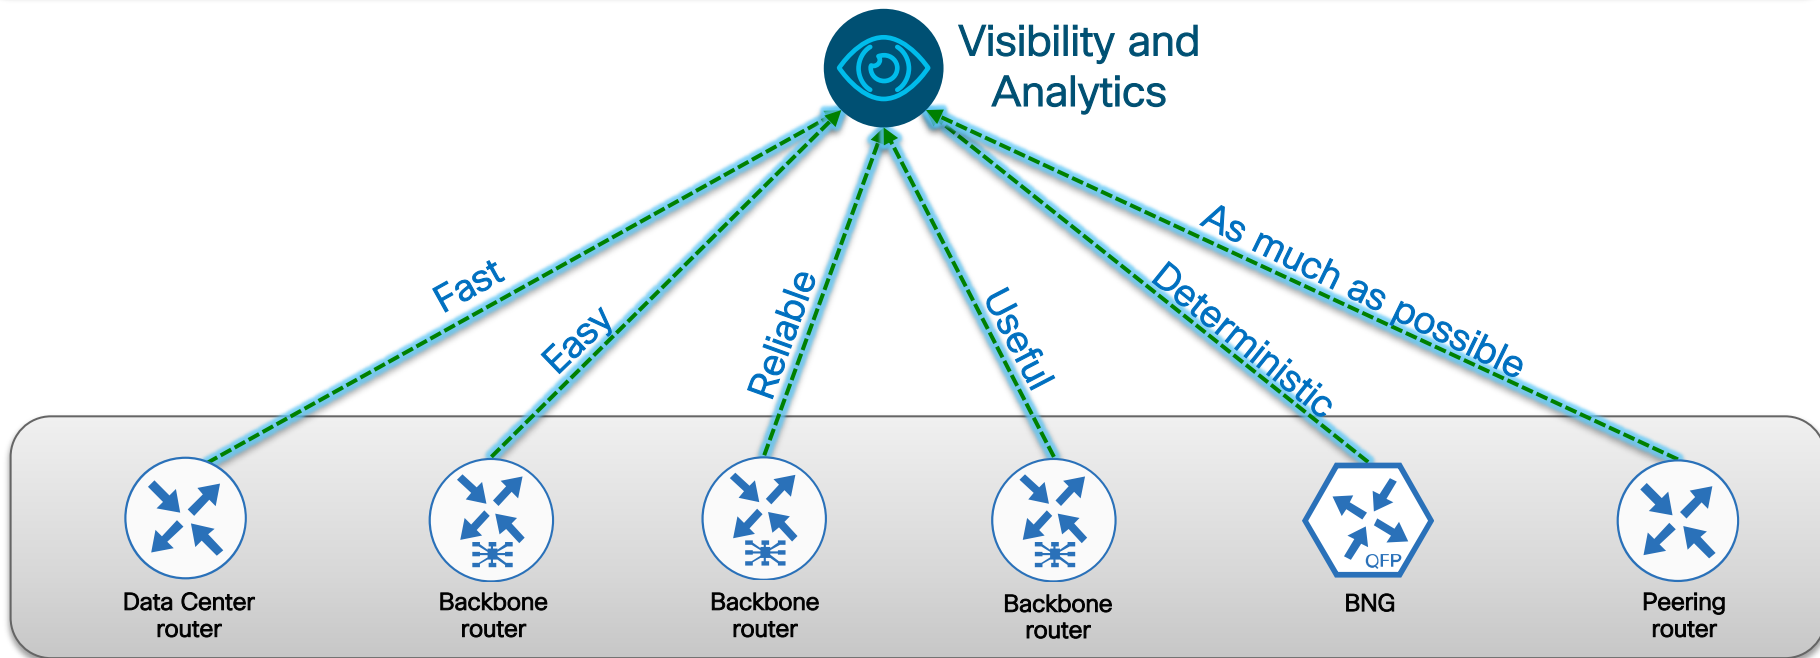 Visibility and
Analytics
Fast
Easy
Reliable
Useful
Deterministic
As much as possible
QFP
Data Center
router
Backbone
router
Backbone
router
Backbone
router
BNG
Peering
router